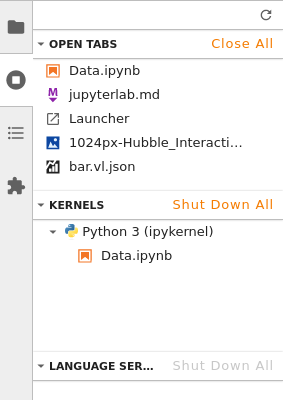 OPEN TABS Close All
Data.ipynb
jupyterlab.md
Launcher
1024px-Hubble_Interacti…
bar.vl.json
KERNELS Shut Down All
Python 3 (ipykernel)
Data.ipynb
LANGUAGE SER… Shut Down All